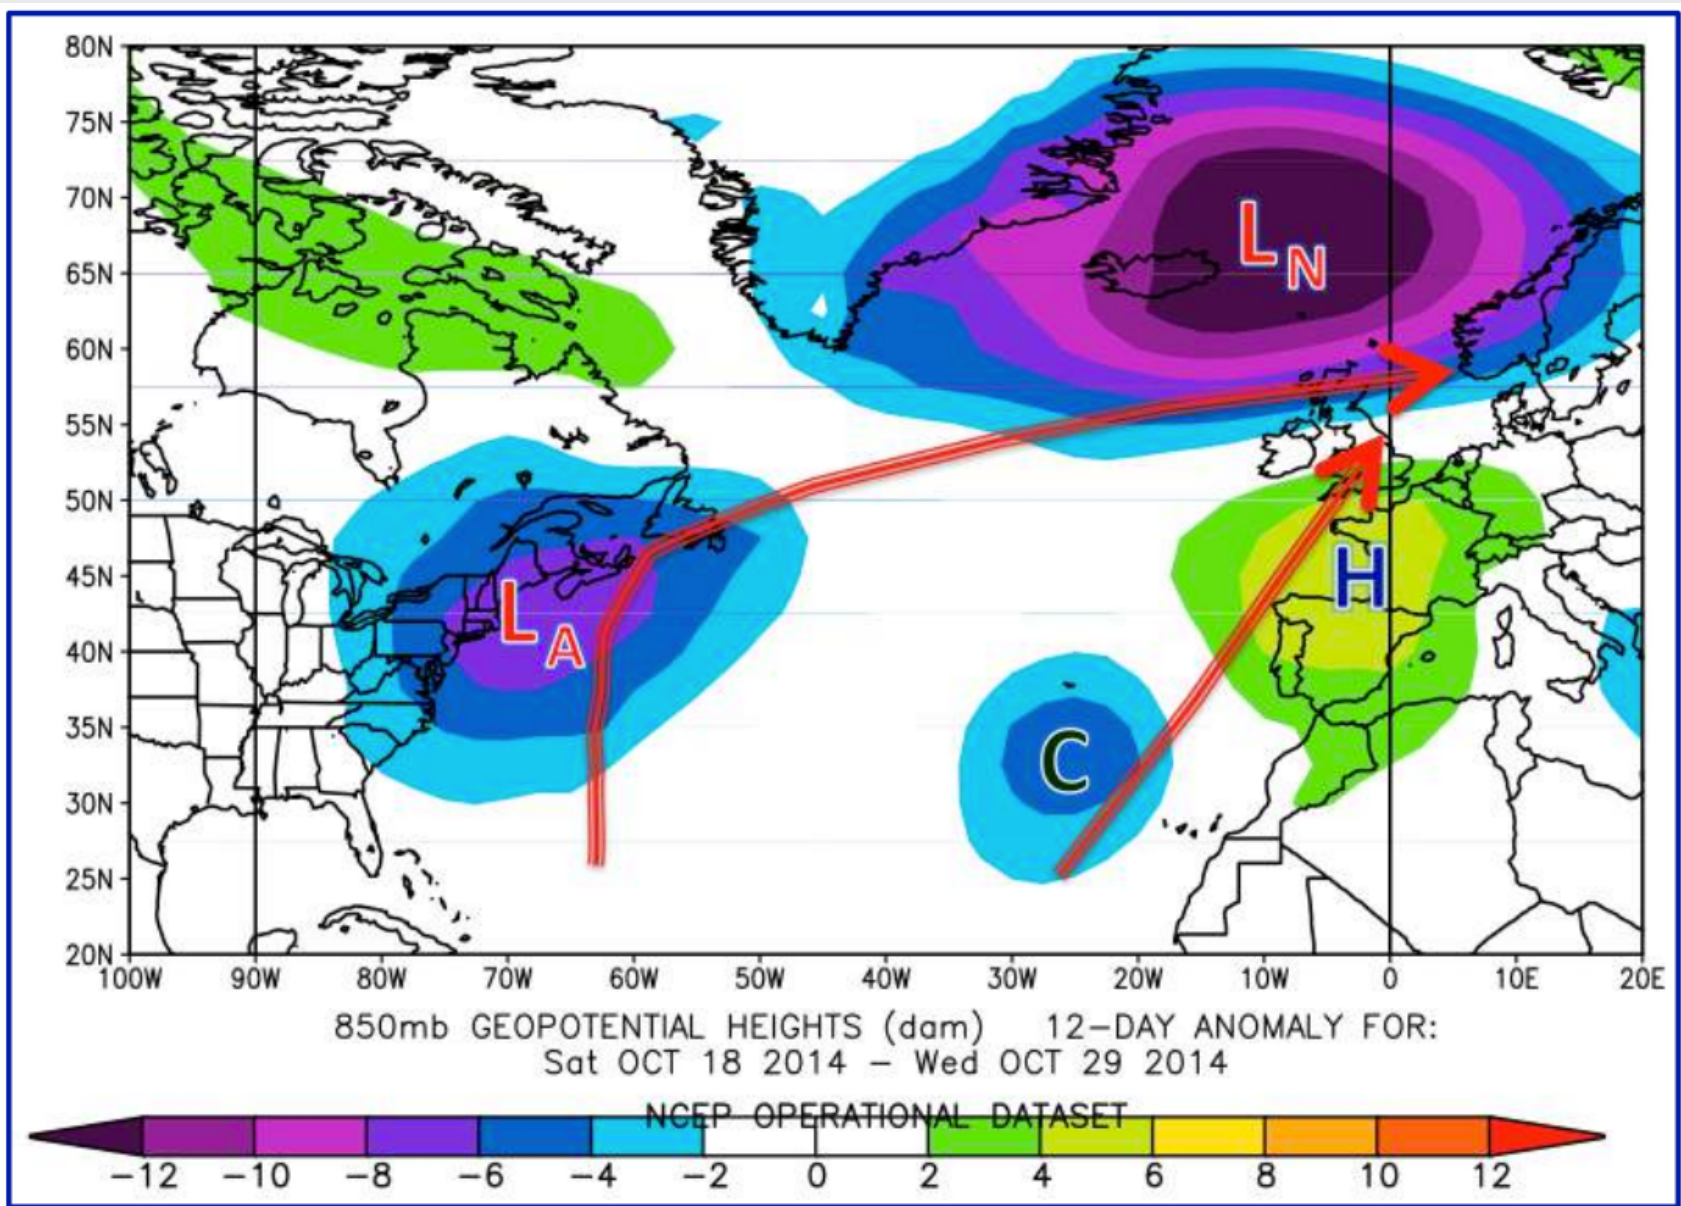 80N
75N
70N
65N
60N
55N
50N
45N
40N
35N
30N
25N
20N
L N
L A
H
C
100W 90W 80W 70W 60W 50W 40W 30W 20W 10W 0 10E 20E
850mb GEOPOTENTIAL HEIGHTS (dam) 12-DAY ANOMALY FOR:
Sat OCT 18 2014 - Wed OCT 29 2014
NCEP OPERATIONAL DATASET
-12 -10 -8 -6 -4 -2 0 2 4 6 8 10 12